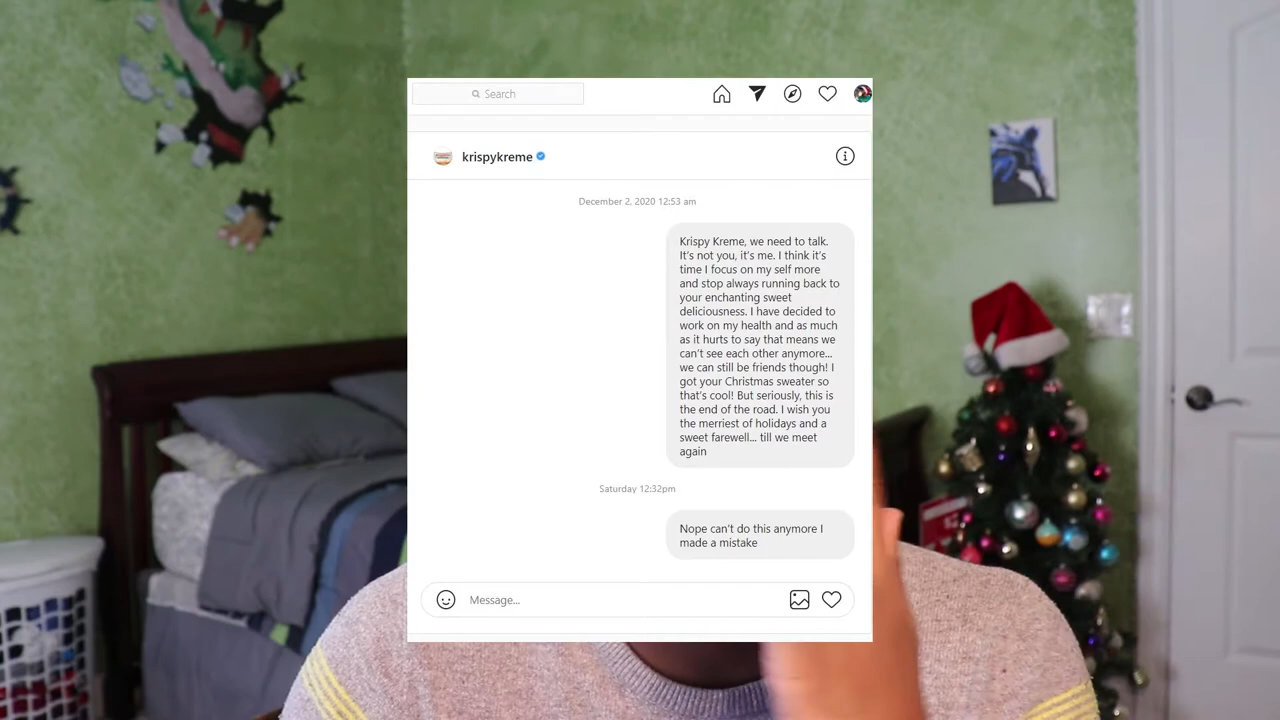 Search
krispykreme
December 2, 2020 12:53 am
Krispy Kreme, we need to talk.
It's not you, it's me. I think it's
time I focus on my self more
and stop always running back to
your enchanting sweet
deliciousness. I have decided to
work on my health and as much
as it hurts to say that means we
can't see each other anymore...
we can still be friends though! I
got your Christmas sweater so
that's cool! But seriously, this is
the end of the road. I wish you
the merriest of holidays and a
sweet farewell... till we meet
again
Saturday 12:32pm
Nope can't do this anymore I
made a mistake
Message...